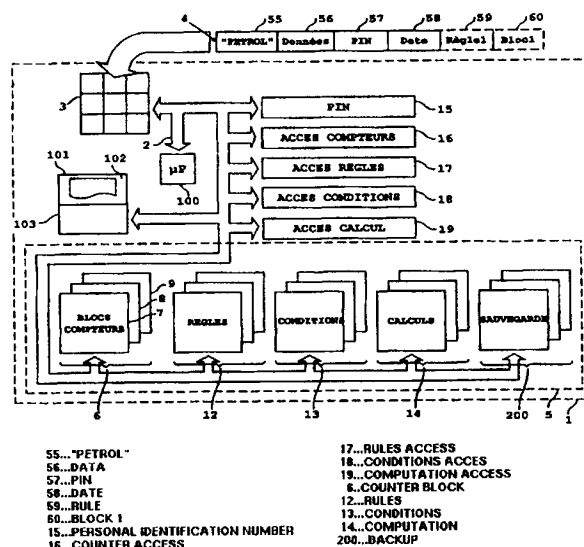 55 56 57 58 59 60
4 "PETROL" Données PIN Date Règle1 Bloc1
3
2
PIN 15
ACCES COMPTEURS 16
µP
100
ACCES REGLES 17
101 102
ACCES CONDITIONS 18
103
ACCES CALCUL 19
9
8
7
BLOCS COMPTEURS
REGLES
CONDITIONS
CALCULS
SAUVEGARDE
6 12 13 14 200 5 1
55..."PETROL"
56...DATA
57...PIN
58...DATE
59...RULE
60...BLOCK 1
15...PERSONAL IDENTIFICATION NUMBER
16...COUNTER ACCESS
17...RULES ACCESS
18...CONDITIONS ACCES
19...COMPUTATION ACCESS
6...COUNTER BLOCK
12...RULES
13...CONDITIONS
14...COMPUTATION
200...BACKUP